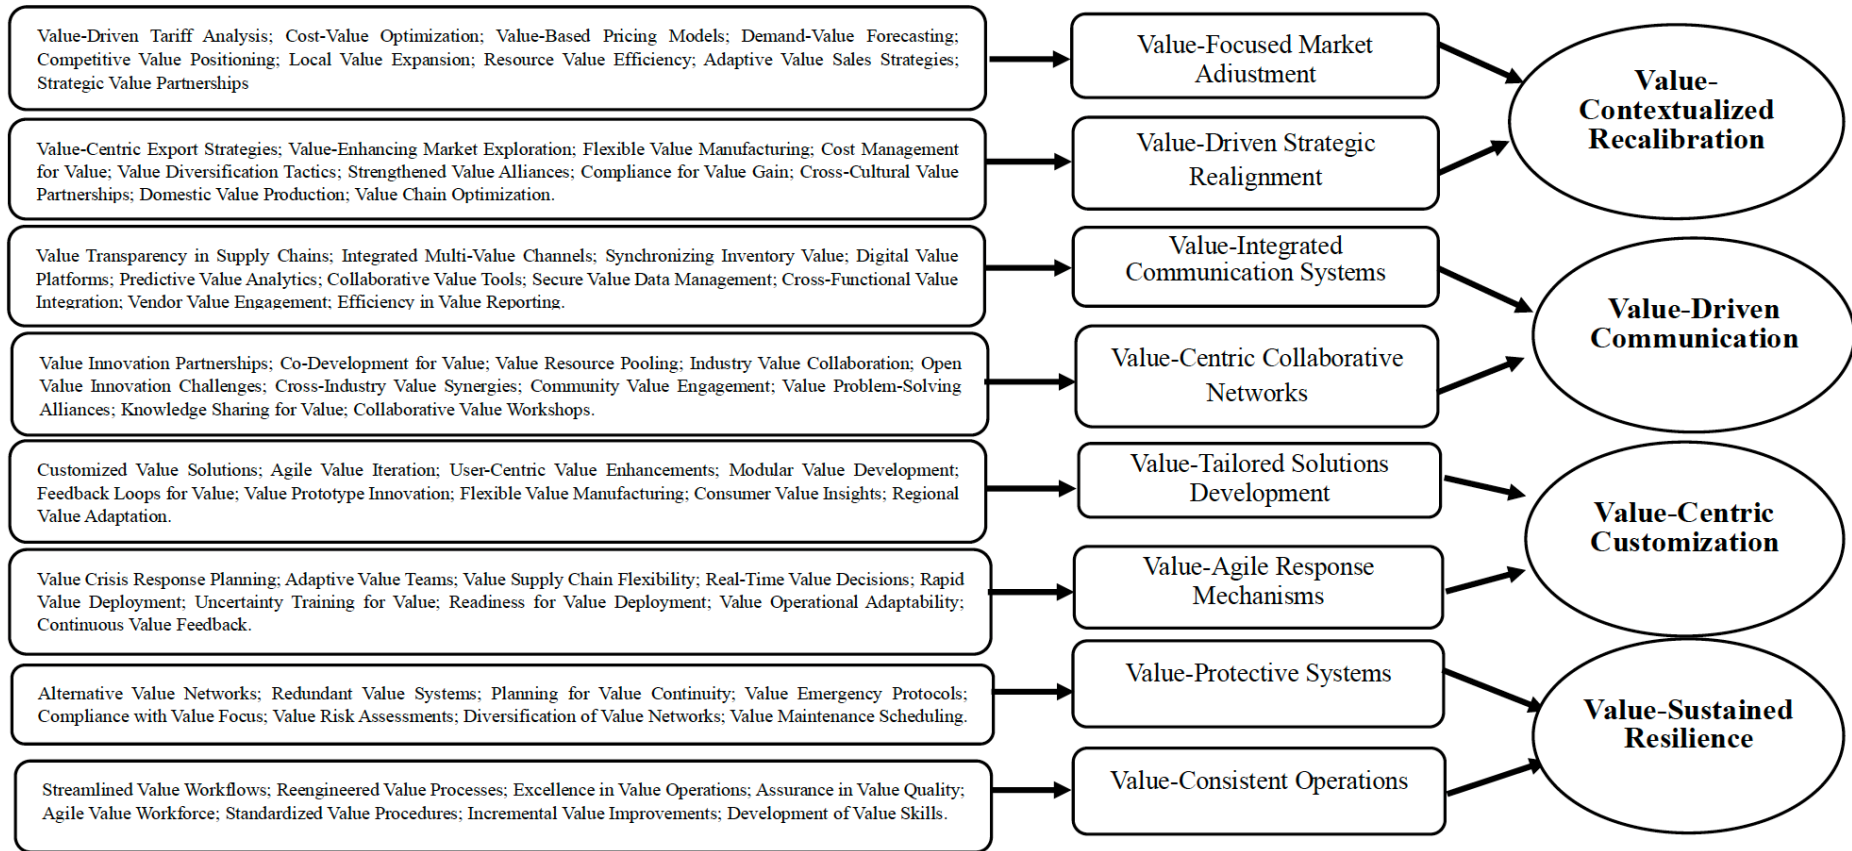 Value-Driven Tariff Analysis; Cost-Value Optimization; Value-Based Pricing Models; Demand-Value Forecasting;
Competitive Value Positioning; Local Value Expansion; Resource Value Efficiency; Adaptive Value Sales Strategies;
Strategic Value Partnerships
Value-Focused Market
Adjustment
Value-
Contextualized
Recalibration
Value-Centric Export Strategies; Value-Enhancing Market Exploration; Flexible Value Manufacturing; Cost Management
for Value; Value Diversification Tactics; Strengthened Value Alliances; Compliance for Value Gain; Cross-Cultural Value
Partnerships; Domestic Value Production; Value Chain Optimization.
Value-Driven Strategic
Realignment
Value Transparency in Supply Chains; Integrated Multi-Value Channels; Synchronizing Inventory Value; Digital Value
Platforms; Predictive Value Analytics; Collaborative Value Tools; Secure Value Data Management; Cross-Functional Value
Integration; Vendor Value Engagement; Efficiency in Value Reporting.
Value-Integrated
Communication Systems
Value-Driven
Communication
Value Innovation Partnerships; Co-Development for Value; Value Resource Pooling; Industry Value Collaboration; Open
Value Innovation Challenges; Cross-Industry Value Synergies; Community Value Engagement; Value Problem-Solving
Alliances; Knowledge Sharing for Value; Collaborative Value Workshops.
Value-Centric Collaborative
Networks
Customized Value Solutions; Agile Value Iteration; User-Centric Value Enhancements; Modular Value Development;
Feedback Loops for Value; Value Prototype Innovation; Flexible Value Manufacturing; Consumer Value Insights; Regional
Value Adaptation.
Value-Tailored Solutions
Development
Value-Centric
Customization
Value Crisis Response Planning; Adaptive Value Teams; Value Supply Chain Flexibility; Real-Time Value Decisions; Rapid
Value Deployment; Uncertainty Training for Value; Readiness for Value Deployment; Value Operational Adaptability;
Continuous Value Feedback.
Value-Agile Response
Mechanisms
Alternative Value Networks; Redundant Value Systems; Planning for Value Continuity; Value Emergency Protocols;
Compliance with Value Focus; Value Risk Assessments; Diversification of Value Networks; Value Maintenance Scheduling.
Value-Protective Systems
Value-Sustained
Resilience
Streamlined Value Workflows; Reengineered Value Processes; Excellence in Value Operations; Assurance in Value Quality;
Agile Value Workforce; Standardized Value Procedures; Incremental Value Improvements; Development of Value Skills.
Value-Consistent Operations